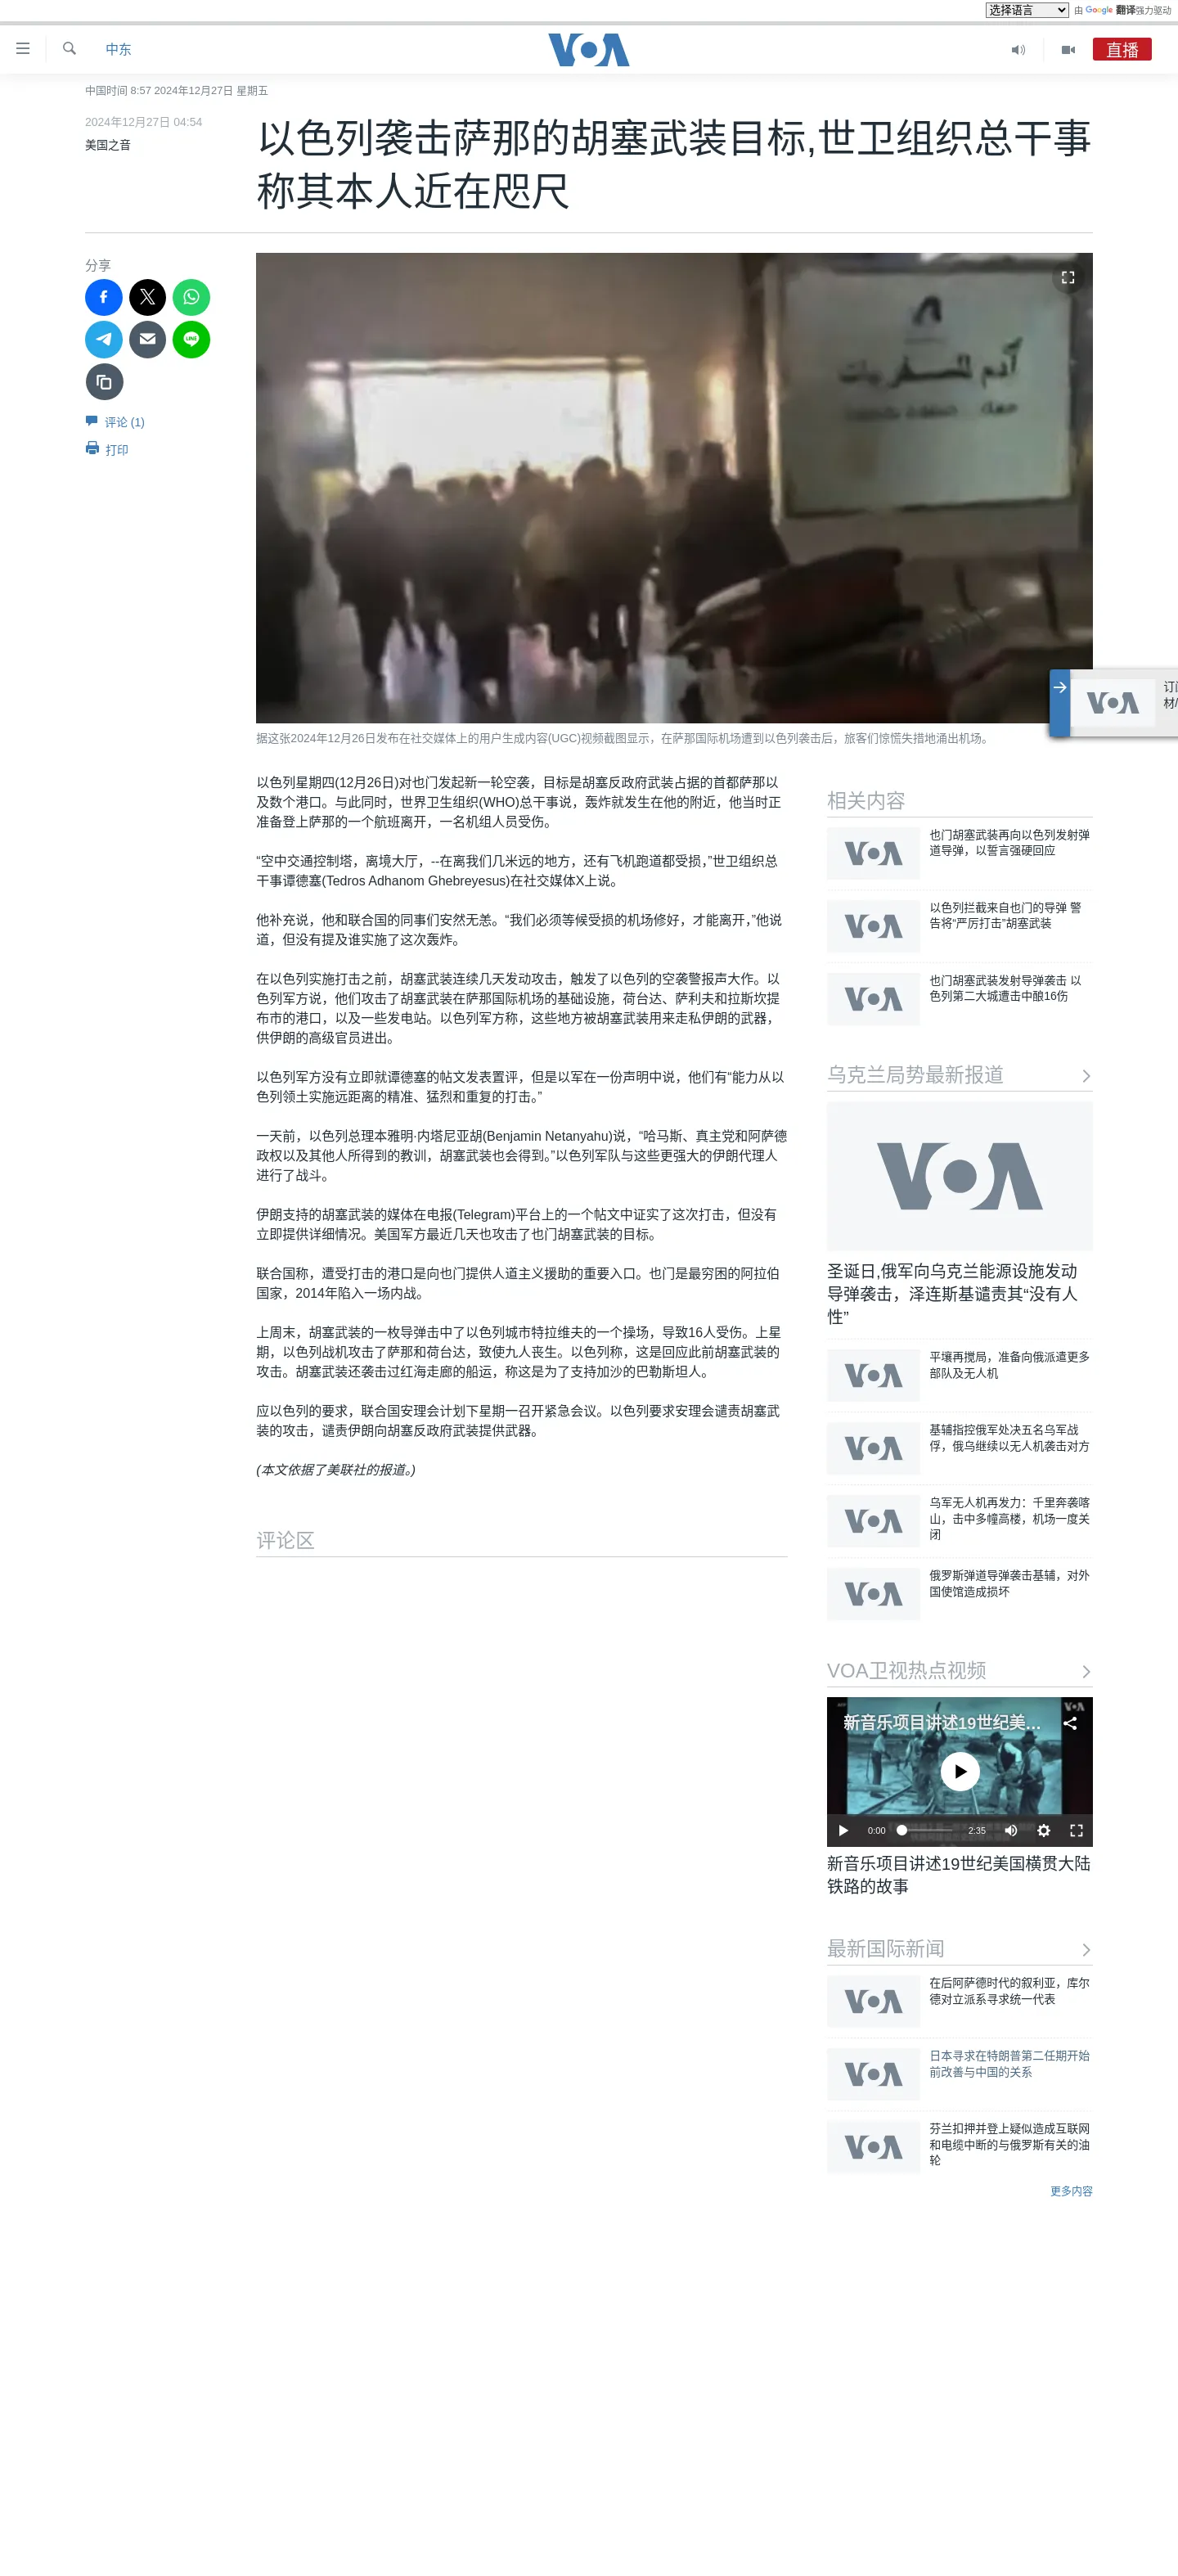 选择语言
由 Google 翻译强力驱动
中东
VOA
直播
中国时间 8:57 2024年12月27日 星期五
2024年12月27日 04:54
美国之音
以色列袭击萨那的胡塞武装目标,世卫组织总干事
称其本人近在咫尺
分享
LINE
评论 (1)
打印
据这张2024年12月26日发布在社交媒体上的用户生成内容(UGC)视频截图显示，在萨那国际机场遭到以色列袭击后，旅客们惊慌失措地涌出机场。
VOA
以色列星期四(12月26日)对也门发起新一轮空袭，目标是胡塞反政府武装占据的首都萨那以
及数个港口。与此同时，世界卫生组织(WHO)总干事说，轰炸就发生在他的附近，他当时正
准备登上萨那的一个航班离开，一名机组人员受伤。
“空中交通控制塔，离境大厅，--在离我们几米远的地方，还有飞机跑道都受损，”世卫组织总
干事谭德塞(Tedros Adhanom Ghebreyesus)在社交媒体X上说。
他补充说，他和联合国的同事们安然无恙。“我们必须等候受损的机场修好，才能离开，”他说
道，但没有提及谁实施了这次轰炸。
在以色列实施打击之前，胡塞武装连续几天发动攻击，触发了以色列的空袭警报声大作。以
色列军方说，他们攻击了胡塞武装在萨那国际机场的基础设施，荷台达、萨利夫和拉斯坎提
布市的港口，以及一些发电站。以色列军方称，这些地方被胡塞武装用来走私伊朗的武器，
供伊朗的高级官员进出。
以色列军方没有立即就谭德塞的帖文发表置评，但是以军在一份声明中说，他们有“能力从以
色列领土实施远距离的精准、猛烈和重复的打击。”
一天前，以色列总理本雅明·内塔尼亚胡(Benjamin Netanyahu)说，“哈马斯、真主党和阿萨德
政权以及其他人所得到的教训，胡塞武装也会得到。”以色列军队与这些更强大的伊朗代理人
进行了战斗。
伊朗支持的胡塞武装的媒体在电报(Telegram)平台上的一个帖文中证实了这次打击，但没有
立即提供详细情况。美国军方最近几天也攻击了也门胡塞武装的目标。
联合国称，遭受打击的港口是向也门提供人道主义援助的重要入口。也门是最穷困的阿拉伯
国家，2014年陷入一场内战。
上周末，胡塞武装的一枚导弹击中了以色列城市特拉维夫的一个操场，导致16人受伤。上星
期，以色列战机攻击了萨那和荷台达，致使九人丧生。以色列称，这是回应此前胡塞武装的
攻击。胡塞武装还袭击过红海走廊的船运，称这是为了支持加沙的巴勒斯坦人。
应以色列的要求，联合国安理会计划下星期一召开紧急会议。以色列要求安理会谴责胡塞武
装的攻击，谴责伊朗向胡塞反政府武装提供武器。
(本文依据了美联社的报道。)
评论区
相关内容
VOA
也门胡塞武装再向以色列发射弹
道导弹，以誓言强硬回应
VOA
以色列拦截来自也门的导弹 警
告将“严厉打击”胡塞武装
VOA
也门胡塞武装发射导弹袭击 以
色列第二大城遭击中酿16伤
乌克兰局势最新报道
VOA
圣诞日,俄军向乌克兰能源设施发动
导弹袭击，泽连斯基谴责其“没有人
性”
VOA
平壤再搅局，准备向俄派遣更多
部队及无人机
VOA
基辅指控俄军处决五名乌军战
俘，俄乌继续以无人机袭击对方
VOA
乌军无人机再发力：千里奔袭喀
山，击中多幢高楼，机场一度关
闭
VOA
俄罗斯弹道导弹袭击基辅，对外
国使馆造成损坏
VOA卫视热点视频
VOA
新音乐项目讲述19世纪美...
0:00
2:35
新音乐项目讲述19世纪美国横贯大陆
铁路的故事
最新国际新闻
VOA
在后阿萨德时代的叙利亚，库尔
德对立派系寻求统一代表
VOA
日本寻求在特朗普第二任期开始
前改善与中国的关系
VOA
芬兰扣押并登上疑似造成互联网
和电缆中断的与俄罗斯有关的油
轮
更多内容